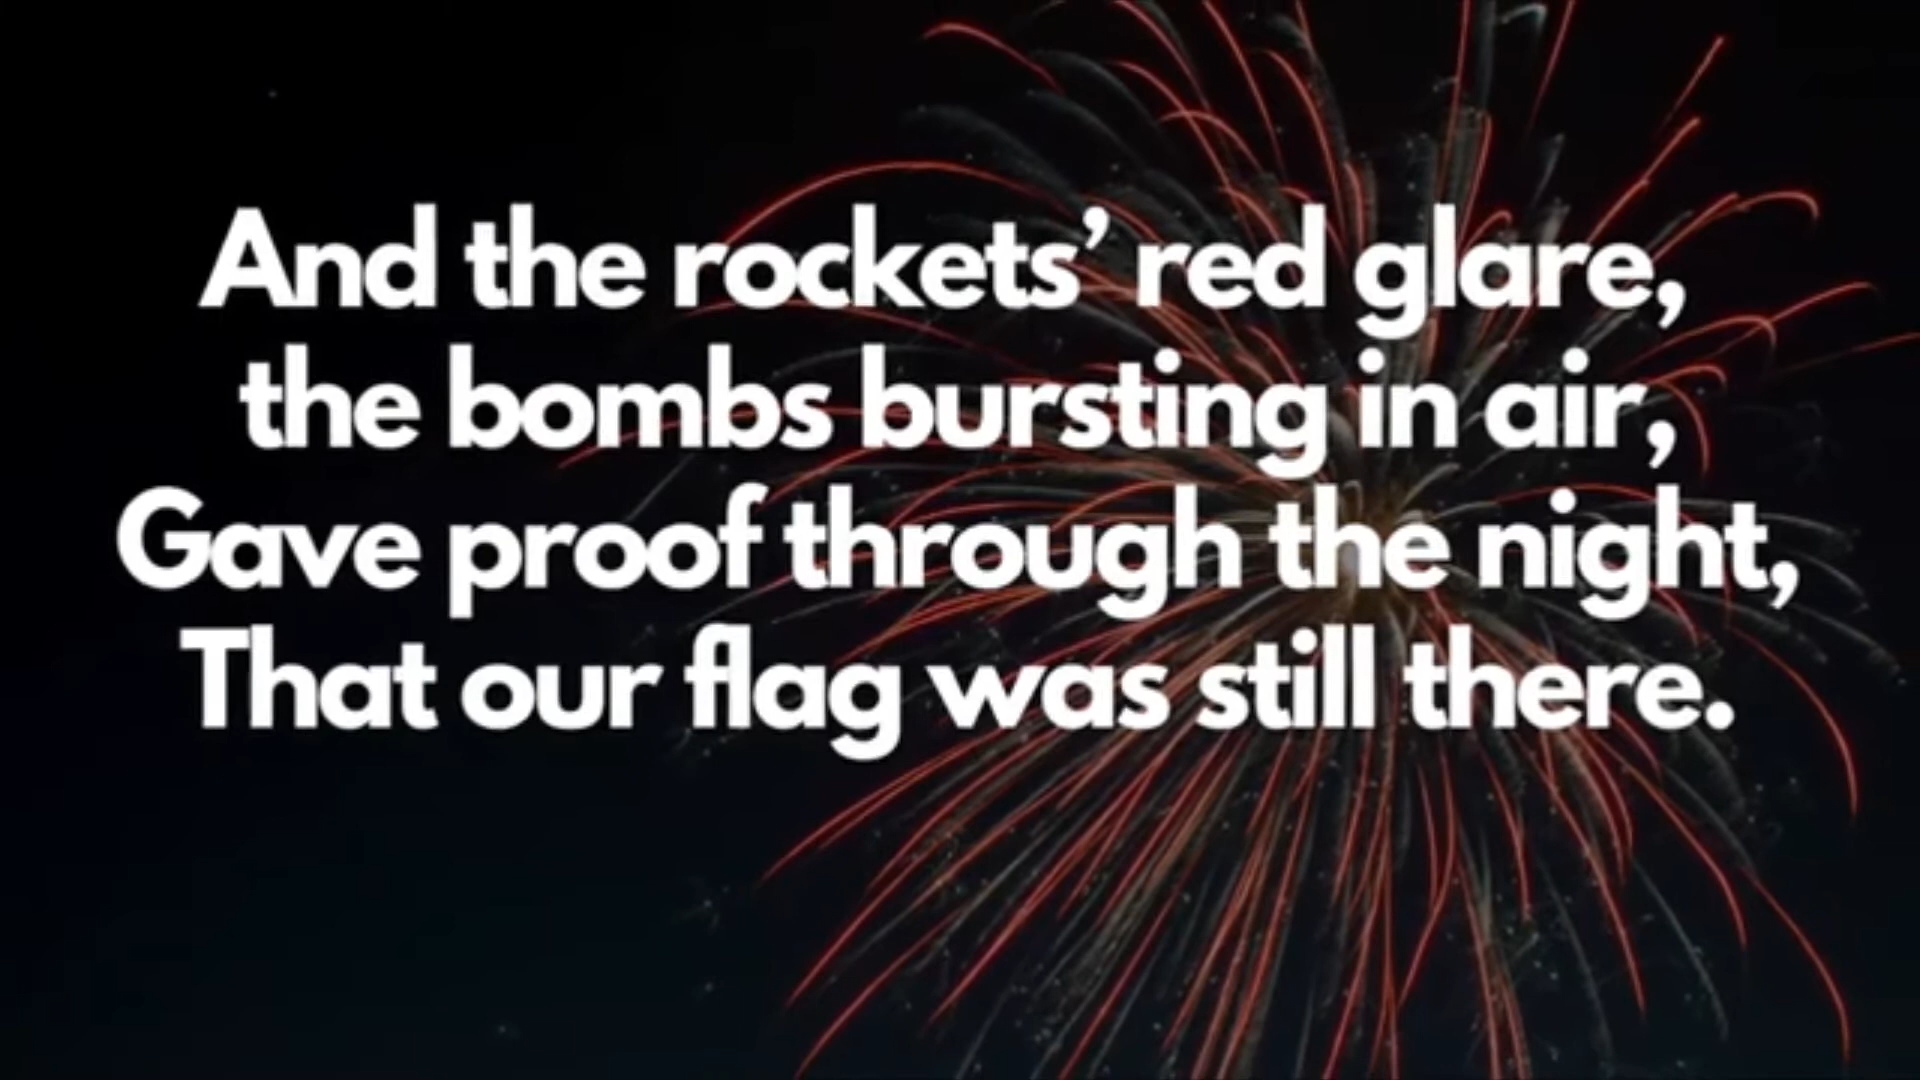 And the rockets’ red glare,
the bombs bursting in air,
Gave proof through the night,
That our flag was still there.